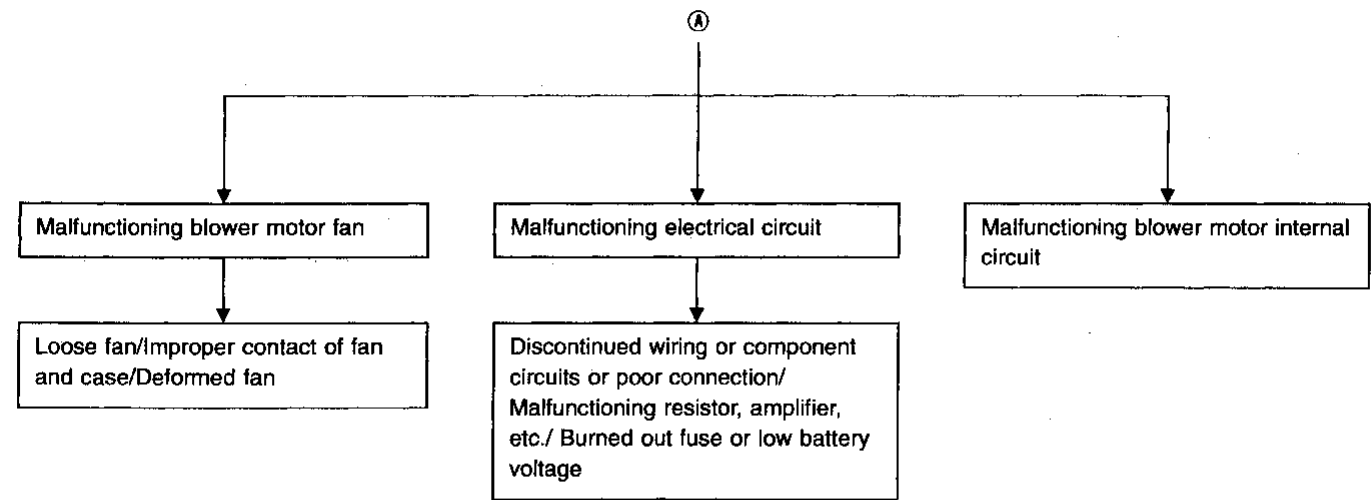 Ⓐ
Malfunctioning blower motor fan
Malfunctioning electrical circuit
Malfunctioning blower motor internal
circuit
Loose fan/Improper contact of fan
and case/Deformed fan
Discontinued wiring or component
circuits or poor connection/
Malfunctioning resistor, amplifier,
etc./ Burned out fuse or low battery
voltage